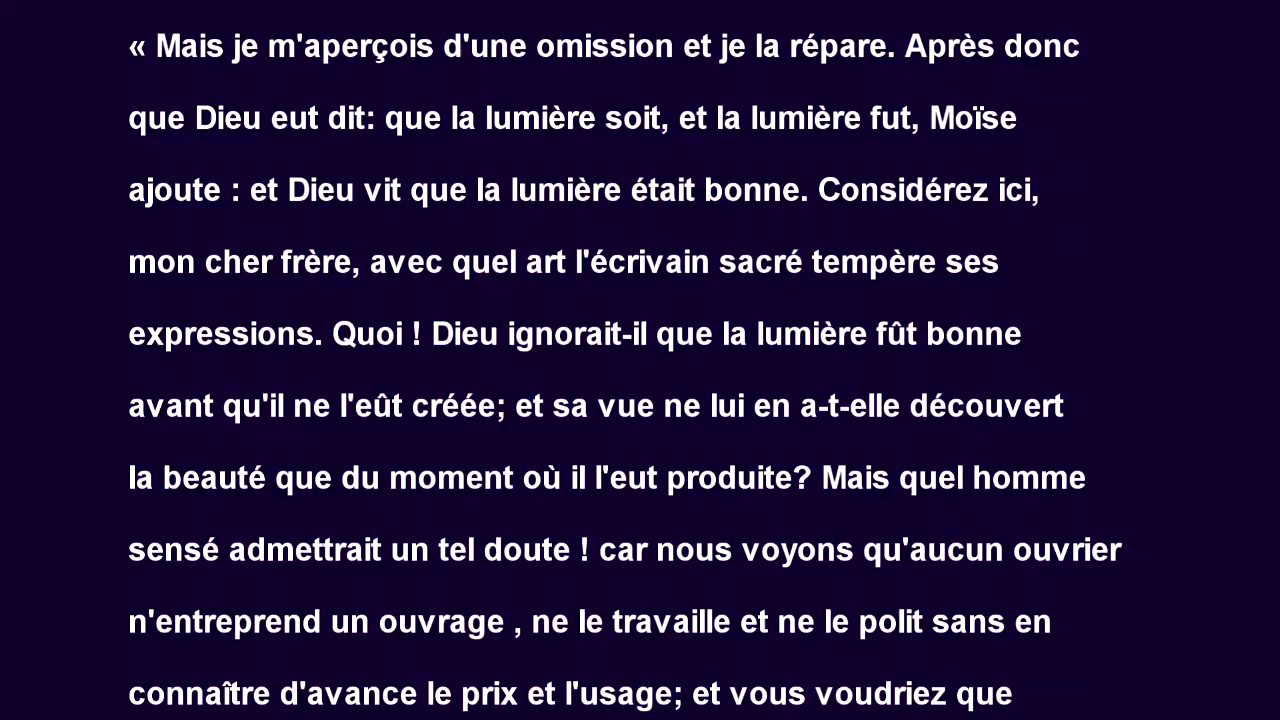 « Mais je m'aperçois d'une omission et je la répare. Après donc
que Dieu eut dit: que la lumière soit, et la lumière fut, Moïse
ajoute : et Dieu vit que la lumière était bonne. Considérez ici,
mon cher frère, avec quel art l'écrivain sacré tempère ses
expressions. Quoi ! Dieu ignorait-il que la lumière fût bonne
avant qu'il ne l'eût créée; et sa vue ne lui en a-t-elle découvert
la beauté que du moment où il l'eut produite? Mais quel homme
sensé admettrait un tel doute ! car nous voyons qu'aucun ouvrier
n'entreprend un ouvrage , ne le travaille et ne le polit sans en
connaître d'avance le prix et l'usage; et vous voudriez que